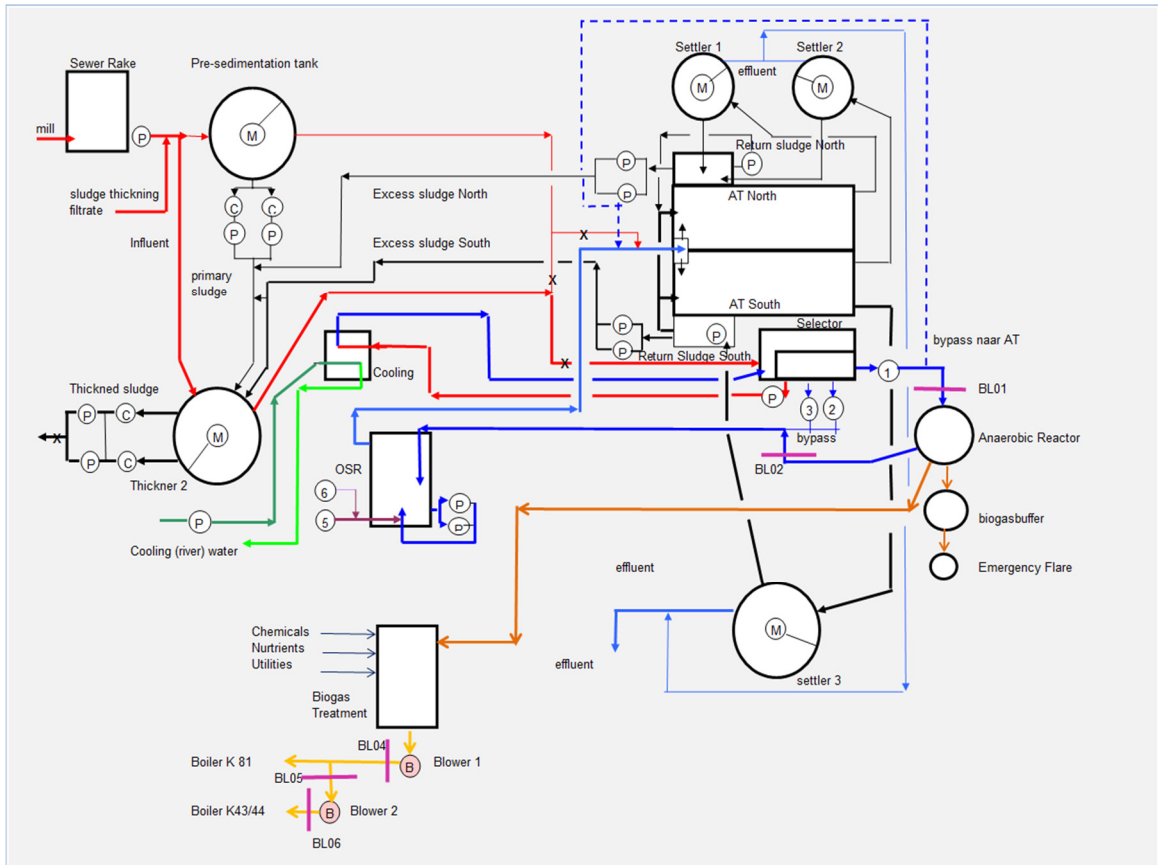 Sewer Rake
Pre-sedimentation tank
Settler 1
Settler 2
effluent
M
M
M
mill
P
P
Return sludge North
P
P
sludge thickning
filtrate
C
C
Excess sludge North
AT North
P
P
Influent
X
Excess sludge South
primary
sludge
X
AT South
Selector
P
P
P
bypass naar AT
Return Sludge South
X
Cooling
1
BL01
Thickned sludge
P
3
2
P
C
M
bypass
Anaerobic Reactor
X
BL02
P
C
OSR
Thickner 2
6
P
biogasbuffer
5
P
P
Cooling (river) water
effluent
Emergency Flare
Chemicals
Nurtrients
Utilities
M
effluent
settler 3
Biogas
Treatment
BL04
Boiler K 81
B
Blower 1
BL05
Boiler K43/44
B
Blower 2
BL06